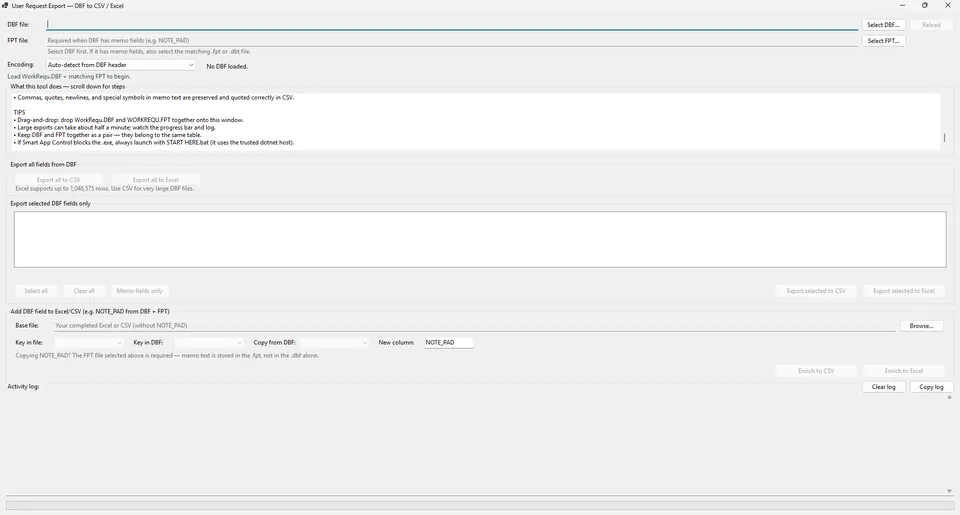 User Request Export — DBF to CSV / Excel
DBF file:
Select DBF...
Reload
FPT file:
Required when DBF has memo fields (e.g. NOTE_PAD)
Select FPT...
Select DBF first. If it has memo fields, also select the matching .fpt or .dbt file.
Encoding:
Auto-detect from DBF header
No DBF loaded.
Load WorkRequ.DBF + matching FPT to begin.
What this tool does — scroll down for steps
• Commas, quotes, newlines, and special symbols in memo text are preserved and quoted correctly in CSV.
TIPS
• Drag-and-drop: drop WorkRequ.DBF and WORKREQU.FPT together onto this window.
• Large exports can take about half a minute; watch the progress bar and log.
• Keep DBF and FPT together as a pair — they belong to the same table.
• If Smart App Control blocks the .exe, always launch with START HERE.bat (it uses the trusted dotnet host).
Export all fields from DBF
Export all to CSV
Export all to Excel
Excel supports up to 1,048,575 rows. Use CSV for very large DBF files.
Export selected DBF fields only
Select all
Clear all
Memo fields only
Export selected to CSV
Export selected to Excel
Add DBF field to Excel/CSV (e.g. NOTE_PAD from DBF + FPT)
Base file:
Your completed Excel or CSV (without NOTE_PAD)
Browse...
Key in file:
Key in DBF:
Copy from DBF:
New column:
NOTE_PAD
Copying NOTE_PAD? The FPT file selected above is required — memo text is stored in the .fpt, not in the .dbf alone.
Enrich to CSV
Enrich to Excel
Activity log:
Clear log
Copy log